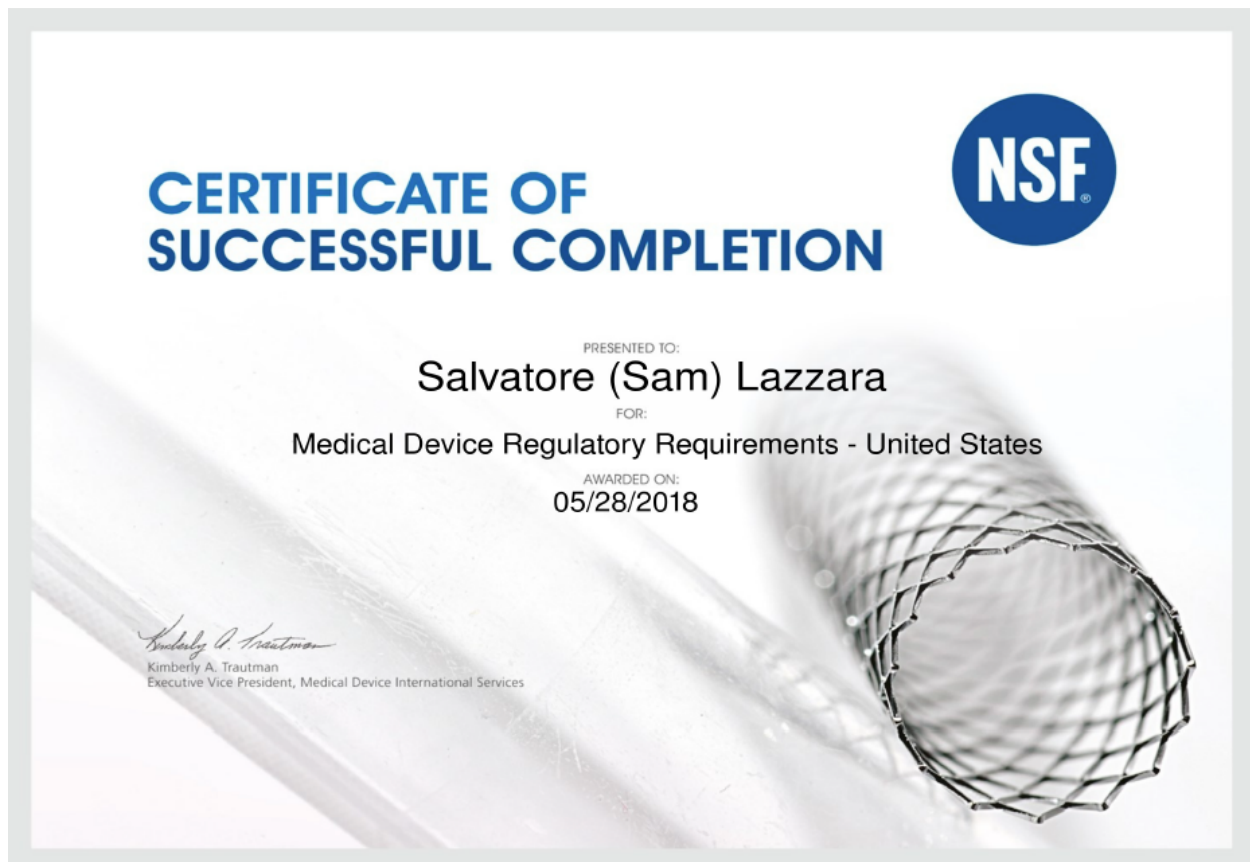 NSF®
CERTIFICATE OF
SUCCESSFUL COMPLETION
PRESENTED TO:
Salvatore (Sam) Lazzara
FOR:
Medical Device Regulatory Requirements - United States
AWARDED ON:
05/28/2018
Kimberly A. Trautman
Kimberly A. Trautman
Executive Vice President, Medical Device International Services